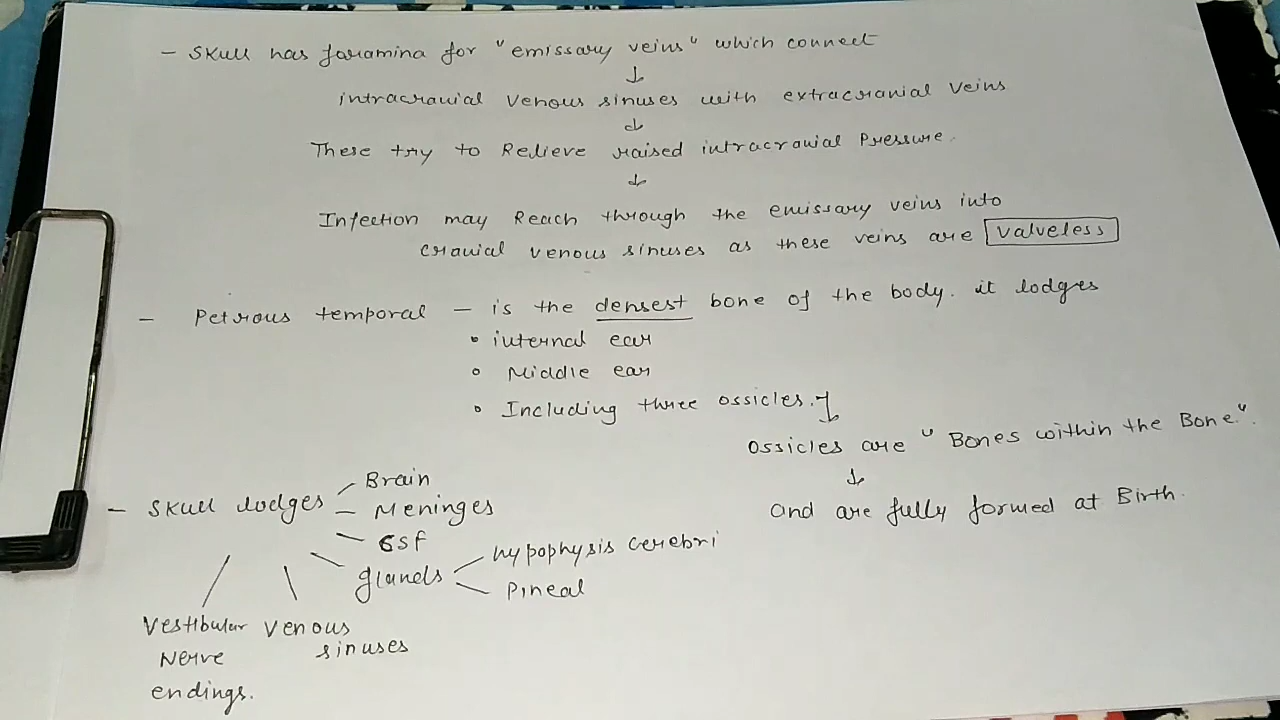 - Skull has foramina for "emissary veins" which connect
↓
intracranial venous sinuses with extracranial veins
↓
These try to Relieve raised intracranial Pressure.
↓
Infection may Reach through the emissary veins into
cranial venous sinuses as these veins are valveless
- Petrous temporal - is the densest bone of the body. it lodges
• internal ear
• Middle ear
• Including three ossicles.
↓
Ossicles are "Bones within the Bone".
↓
and are fully formed at Birth.
- Skull lodges
Brain
Meninges
CSF
glands
hypophysis cerebri
Pineal
Venous
sinuses
Vestibular
Nerve
endings.